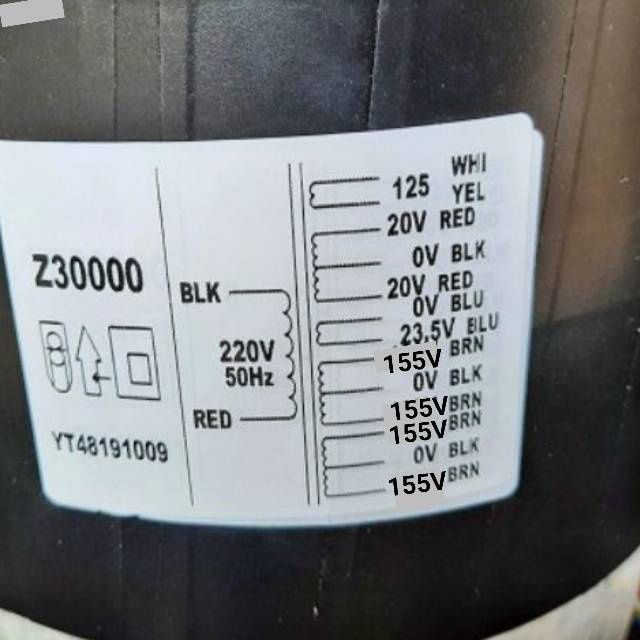 Z30000
YT48191009
BLK
220V
50Hz
RED
125 WHI
YEL
20V RED
0V BLK
20V RED
0V BLU
23.5V BLU
155V BRN
0V BLK
155V BRN
155V BRN
0V BLK
155V BRN